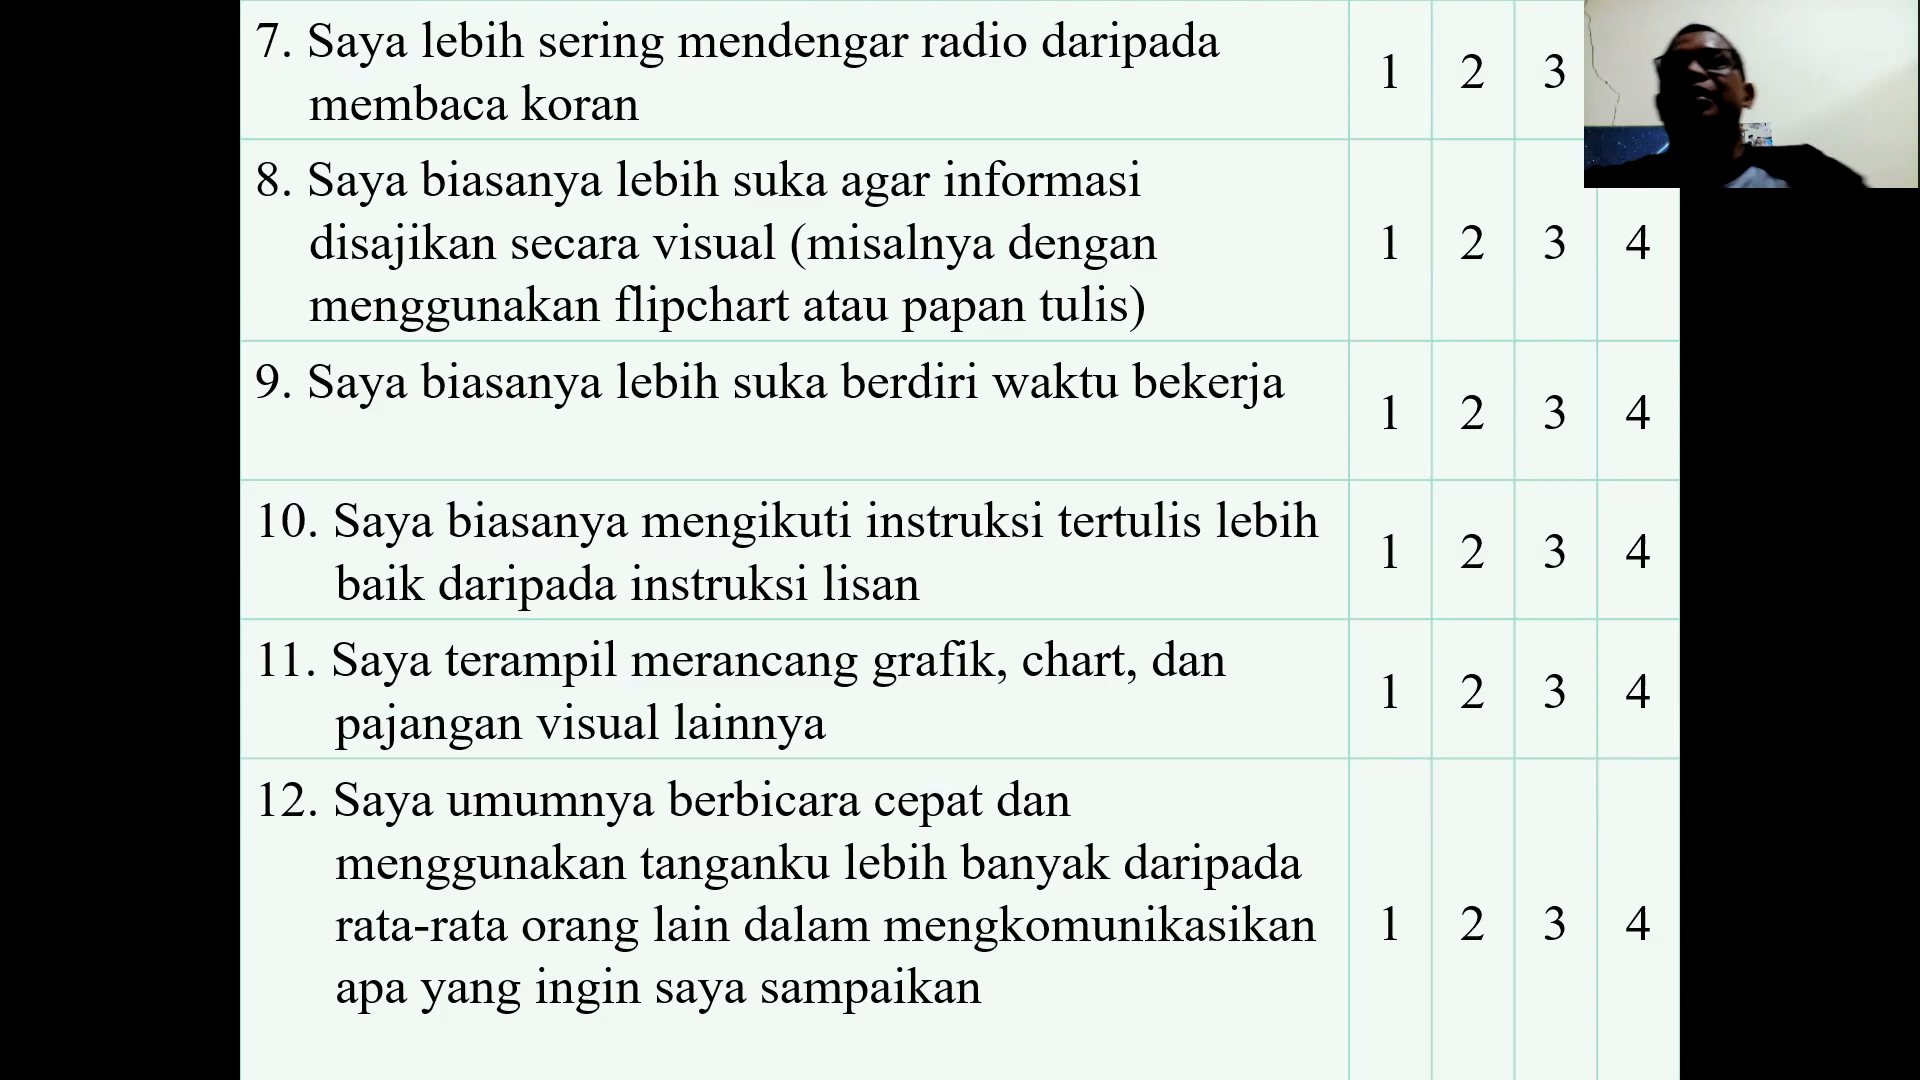 7. Saya lebih sering mendengar radio daripada
membaca koran
1 2 3
8. Saya biasanya lebih suka agar informasi
disajikan secara visual (misalnya dengan
menggunakan flipchart atau papan tulis)
1 2 3 4
9. Saya biasanya lebih suka berdiri waktu bekerja
1 2 3 4
10. Saya biasanya mengikuti instruksi tertulis lebih
baik daripada instruksi lisan
1 2 3 4
11. Saya terampil merancang grafik, chart, dan
pajangan visual lainnya
1 2 3 4
12. Saya umumnya berbicara cepat dan
menggunakan tanganku lebih banyak daripada
rata-rata orang lain dalam mengkomunikasikan
apa yang ingin saya sampaikan
1 2 3 4